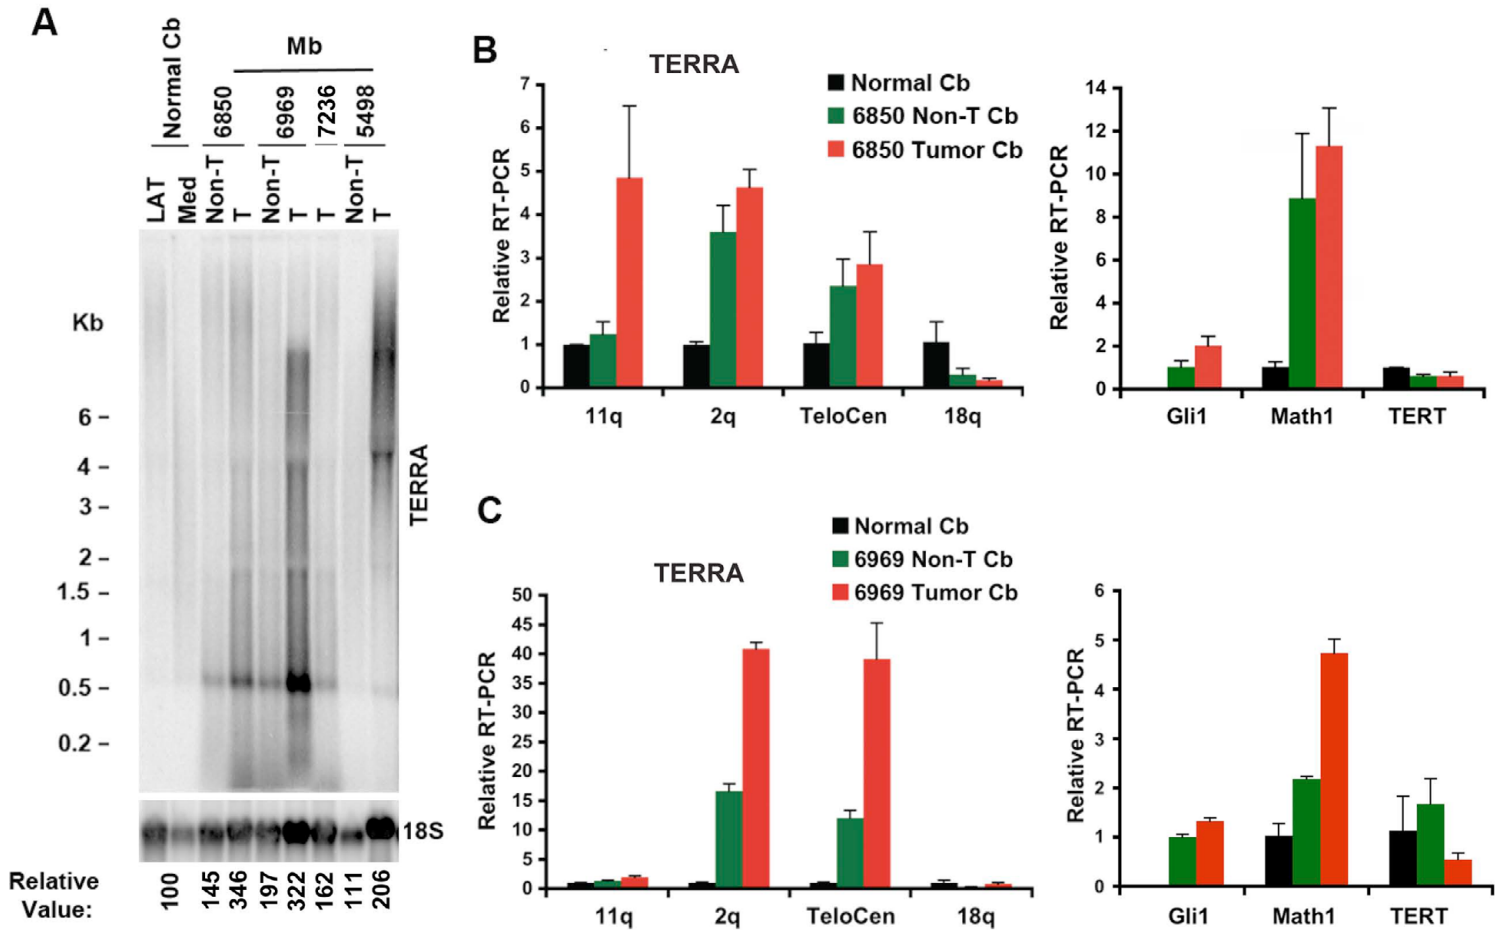 A
Normal Cb
Mb
6850
6969
7236
5498
LAT
Med
Non-T
T
Non-T
T
T
Non-T
T
Kb
6
4
3
2
1.5
1
0.5
0.2
TERRA
18S
Relative Value:
100
145
346
197
322
162
111
206
B
TERRA
Normal Cb
6850 Non-T Cb
6850 Tumor Cb
Relative RT-PCR
7
6
5
4
3
2
1
0
11q
2q
TeloCen
18q
Relative RT-PCR
14
12
10
8
6
4
2
0
Gli1
Math1
TERT
C
TERRA
Normal Cb
6969 Non-T Cb
6969 Tumor Cb
Relative RT-PCR
50
45
40
35
30
25
20
15
10
5
0
11q
2q
TeloCen
18q
Relative RT-PCR
6
5
4
3
2
1
0
Gli1
Math1
TERT